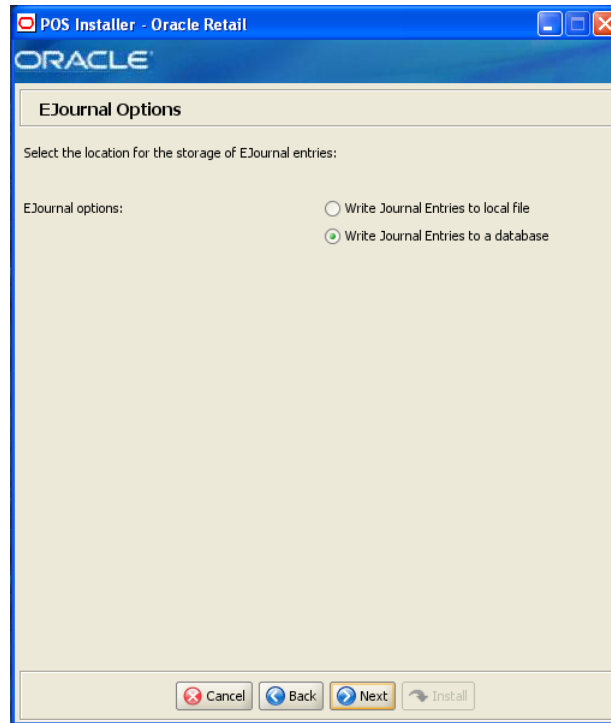 POS Installer - Oracle Retail
ORACLE
EJournal Options
Select the location for the storage of EJournal entries:
EJournal options:
Write Journal Entries to local file
Write Journal Entries to a database
Cancel Back Next Install